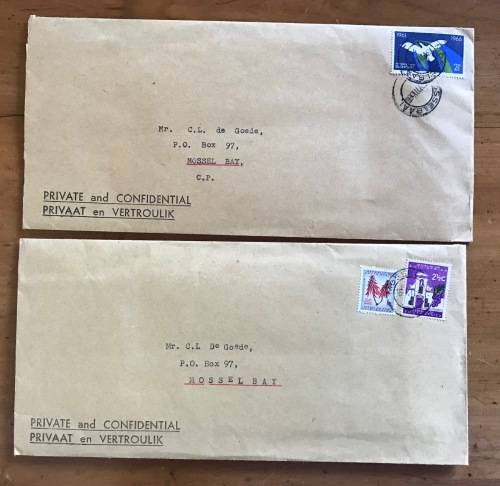 1961 1966
2½c
Mr. C.L. de Goede,
P.O. Box 97,
MOSSEL BAY,
C.P.
PRIVATE and CONFIDENTIAL
PRIVAAT en VERTROULIK
2½c
Mr. C.L De Goede,
P.O. Box 97,
MOSSEL BAY
PRIVATE and CONFIDENTIAL
PRIVAAT en VERTROULIK